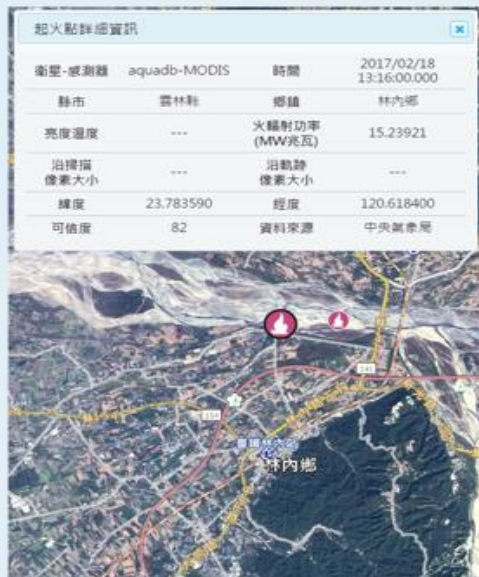 起火點詳細資訊
衛星-感測器 aquadb-MODIS 時間 2017/02/18 13:16:00.000
縣市 雲林縣 鄉鎮 林內鄉
亮度溫度 --- 火輻射功率 (MW兆瓦) 15.23921
沿掃描 像素大小 --- 沿軌跡 像素大小 ---
緯度 23.783590 經度 120.618400
可信度 82 資料來源 中央氣象局
林內鄉